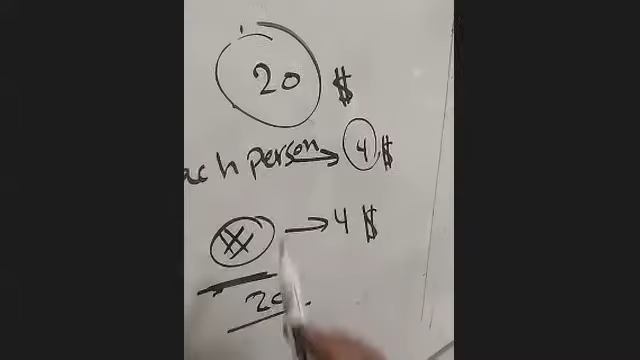 20 $
ach person → 4 $
# → 4 $
20